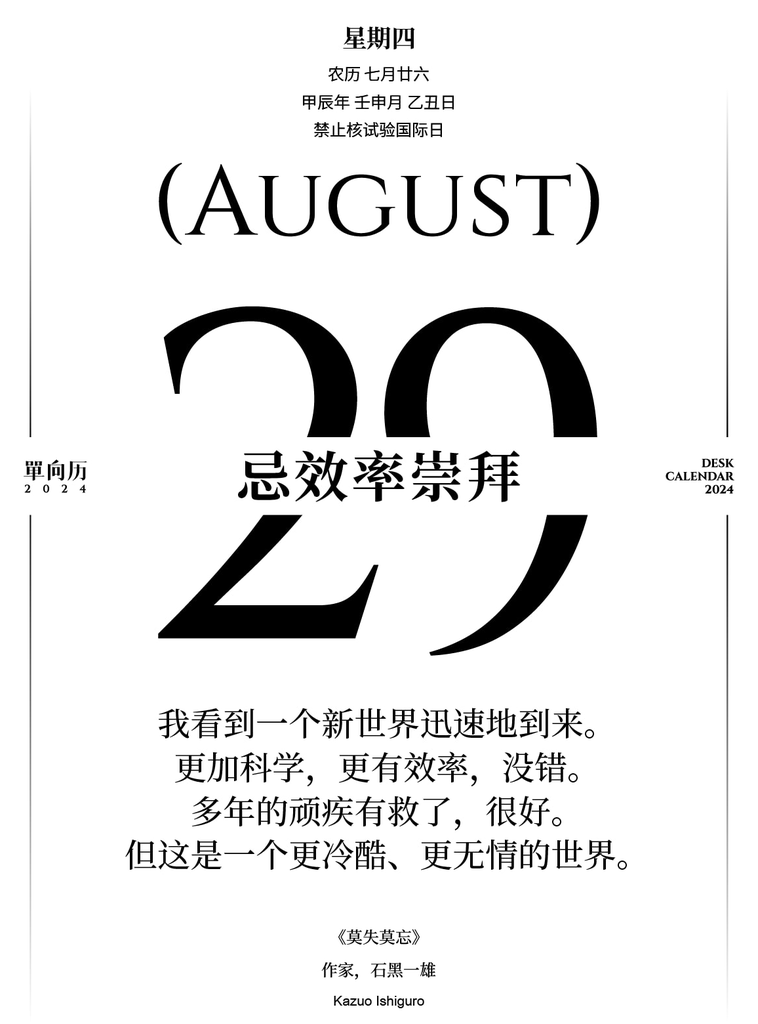 星期四
农历 七月廿六
甲辰年 壬申月 乙丑日
禁止核试验国际日
(AUGUST)
29
單向历
2024
忌效率崇拜
DESK
CALENDAR
2024
我看到一个新世界迅速地到来。
更加科学，更有效率，没错。
多年的顽疾有救了，很好。
但这是一个更冷酷、更无情的世界。
《莫失莫忘》
作家，石黑一雄
Kazuo Ishiguro